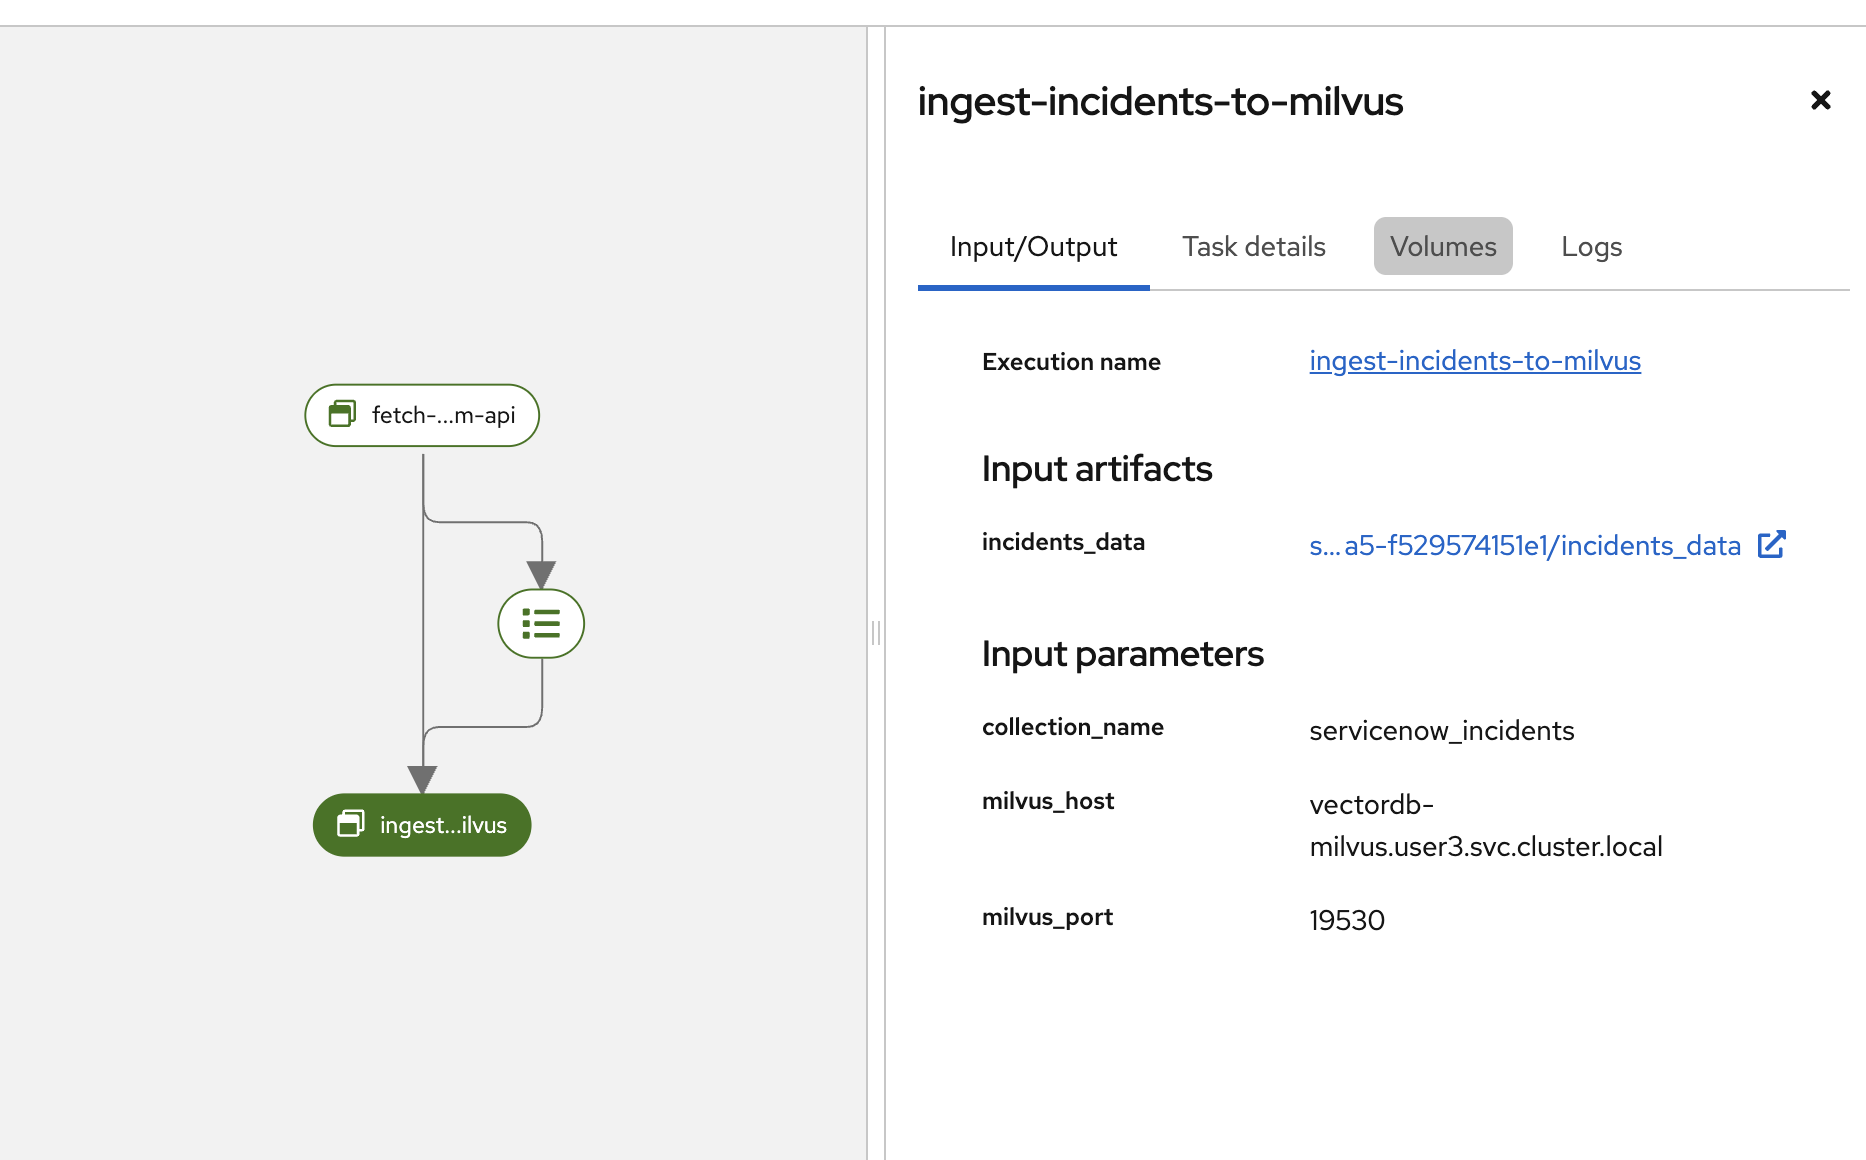 fetch-...m-api
ingest...ilvus
ingest-incidents-to-milvus
Input/Output
Task details
Volumes
Logs
Execution name
ingest-incidents-to-milvus
Input artifacts
incidents_data
s... a5-f529574151e1/incidents_data
Input parameters
collection_name
servicenow_incidents
milvus_host
vectordb-
milvus.user3.svc.cluster.local
milvus_port
19530